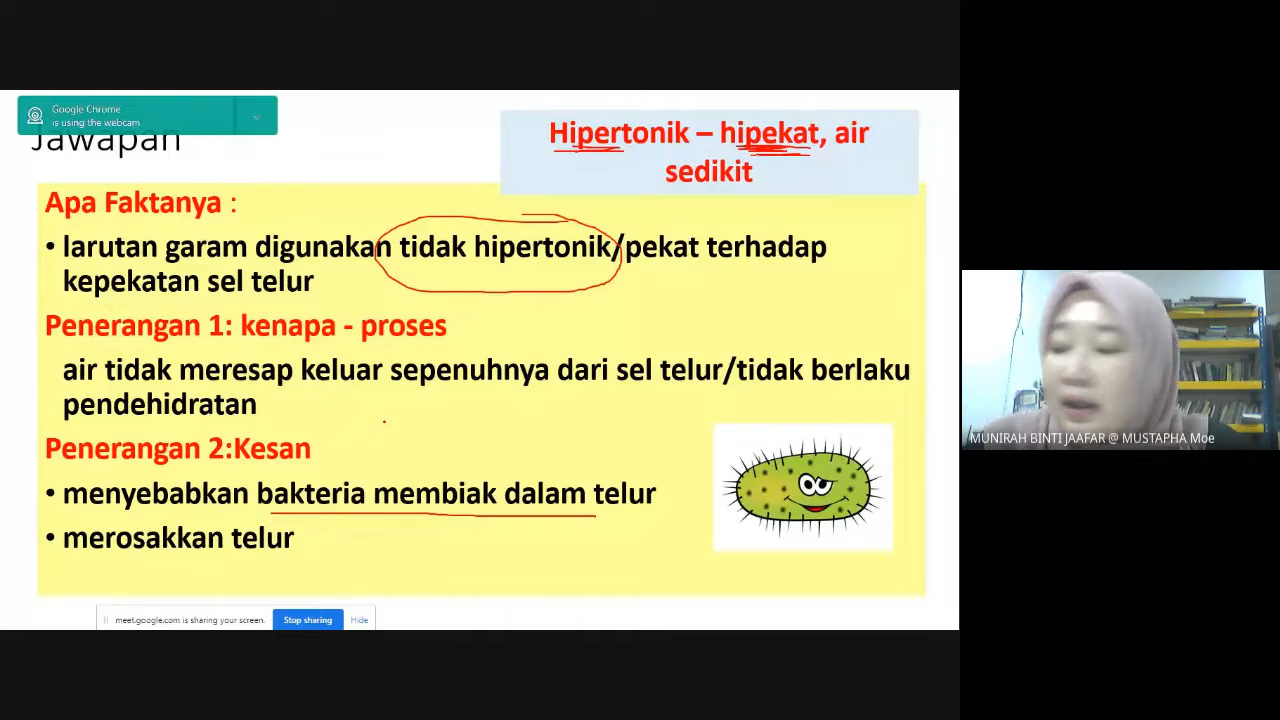 Google Chrome
is using the webcam
Jawapan
Hipertonik – hipekat, air
sedikit
Apa Faktanya :
• larutan garam digunakan tidak hipertonik/pekat terhadap
kepekatan sel telur
Penerangan 1: kenapa - proses
air tidak meresap keluar sepenuhnya dari sel telur/tidak berlaku
pendehidratan
Penerangan 2:Kesan
• menyebabkan bakteria membiak dalam telur
• merosakkan telur
meet.google.com is sharing your screen.
Stop sharing
Hide
MUNIRAH BINTI JAAFAR @ MUSTAPHA Moe